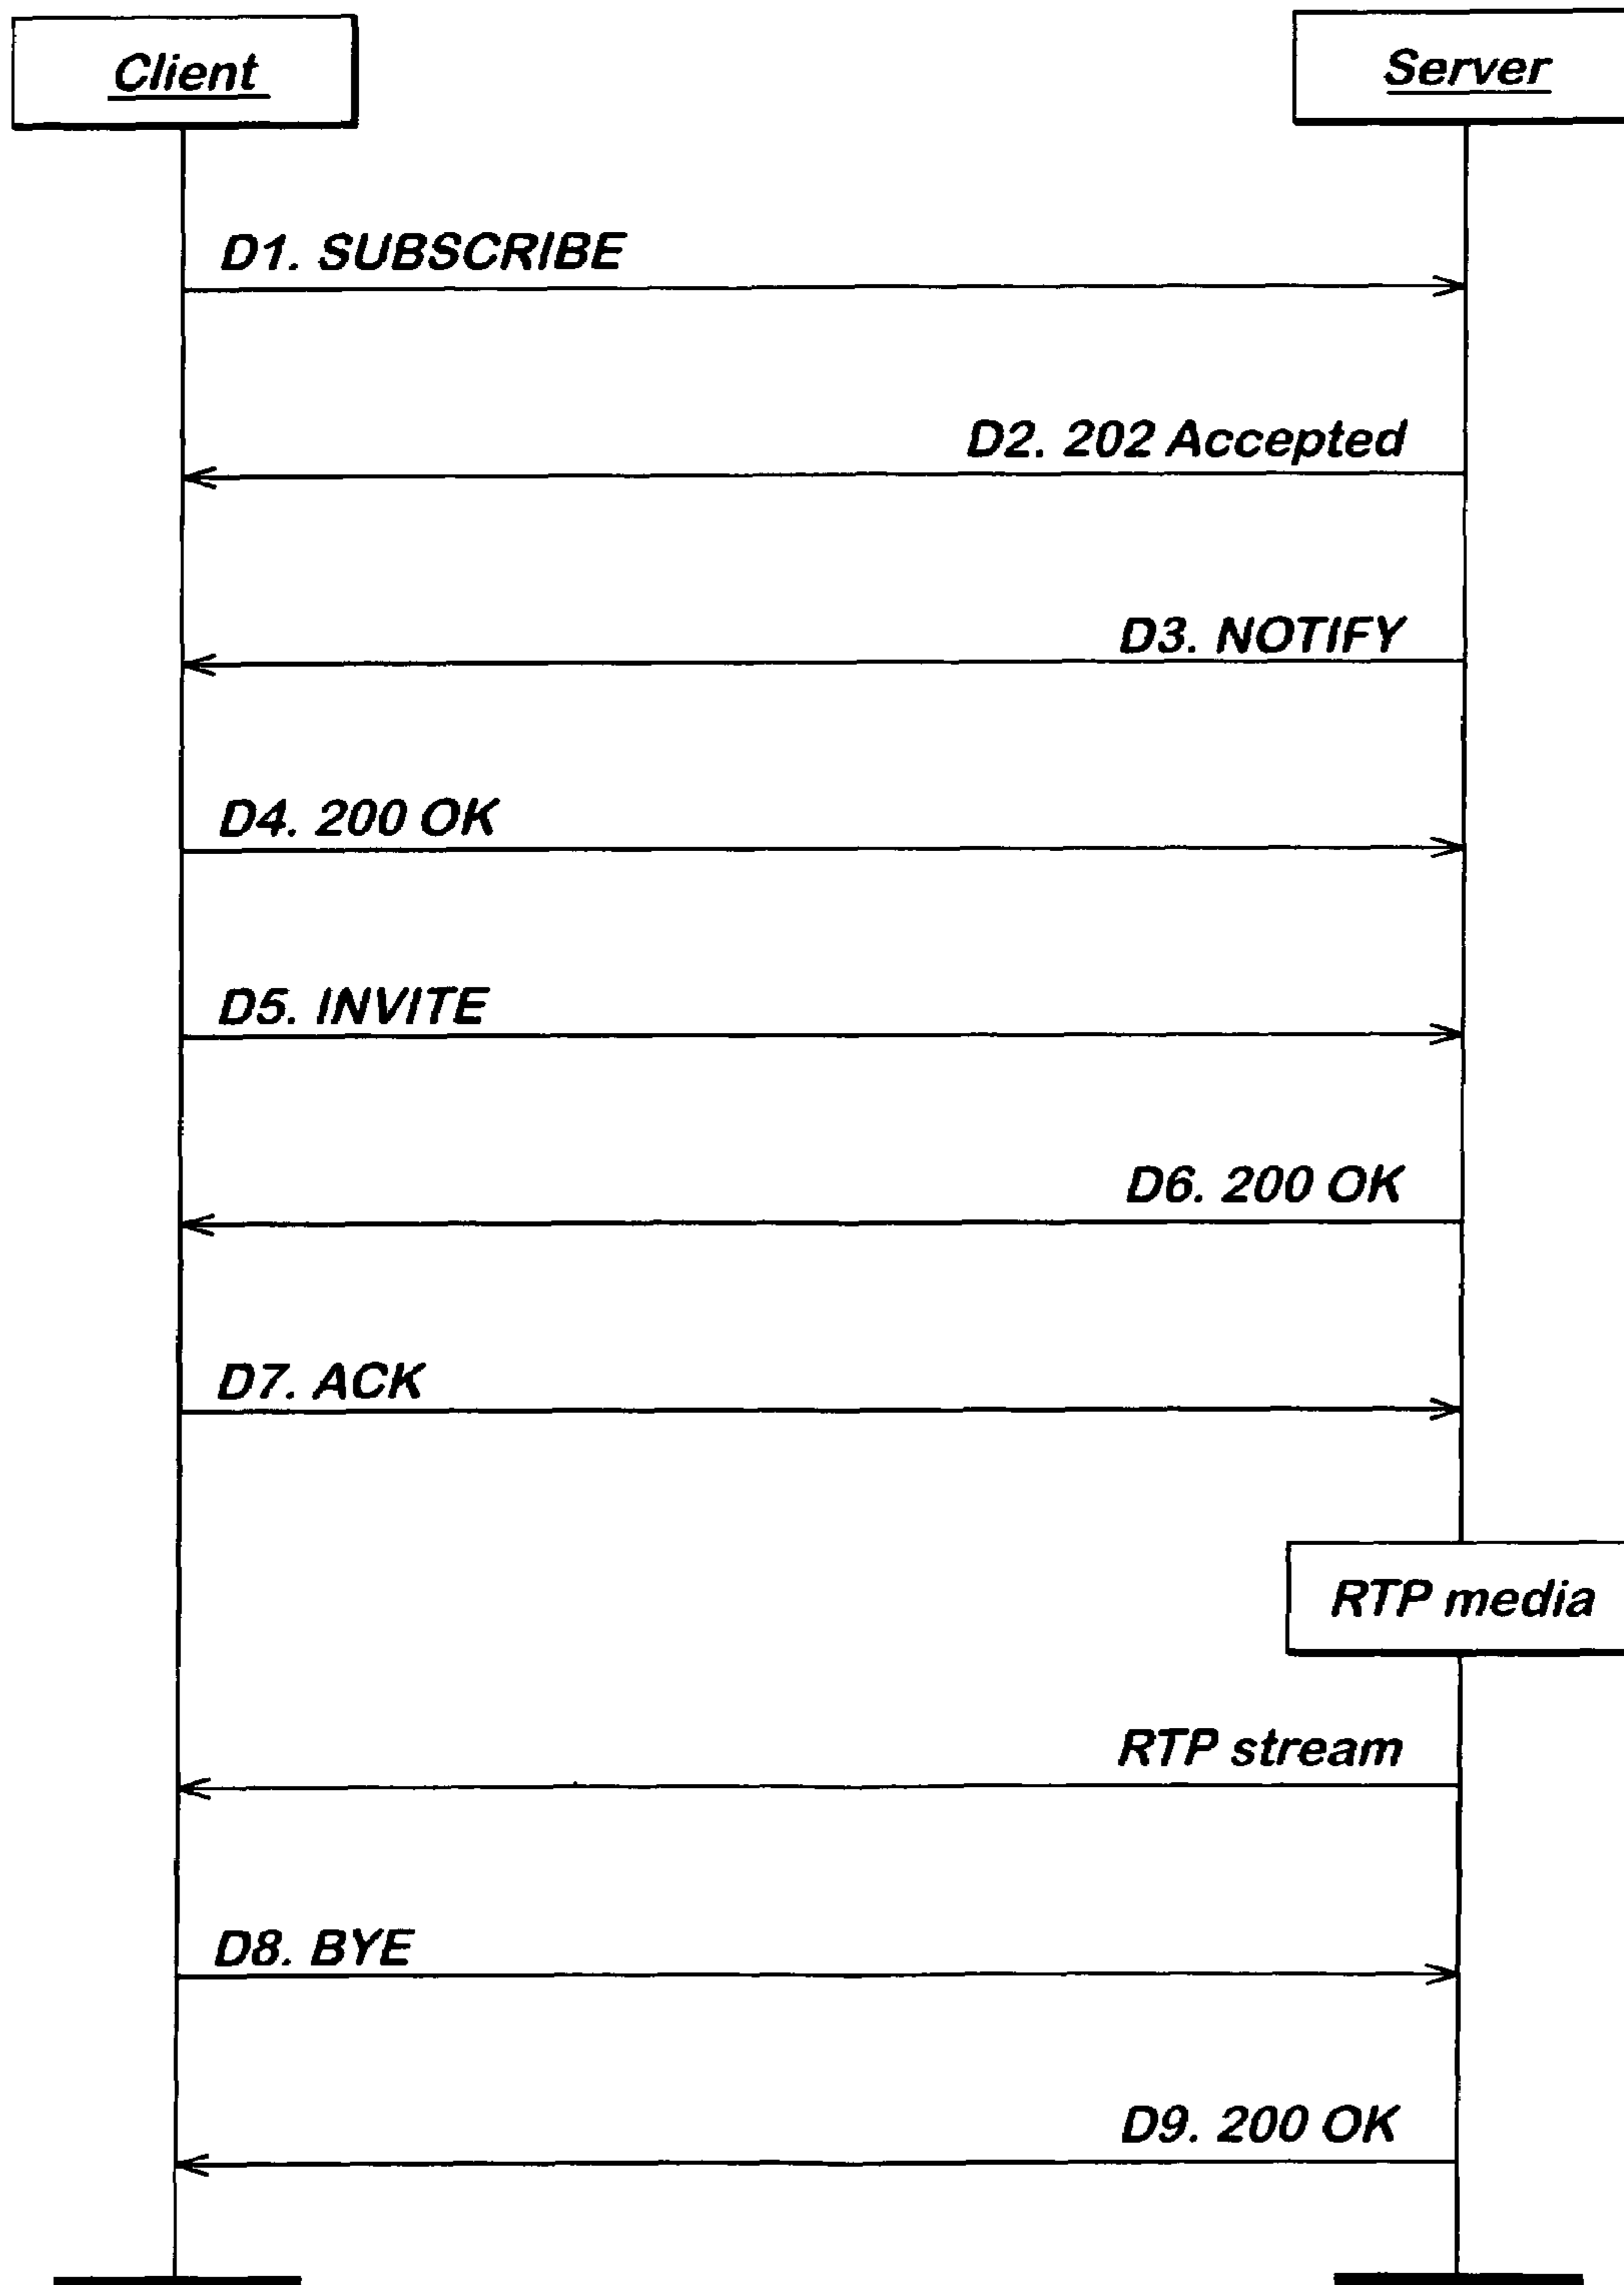 Client
Server
D1. SUBSCRIBE
D2. 202 Accepted
D3. NOTIFY
D4. 200 OK
D5. INVITE
D6. 200 OK
D7. ACK
RTP media
RTP stream
D8. BYE
D9. 200 OK